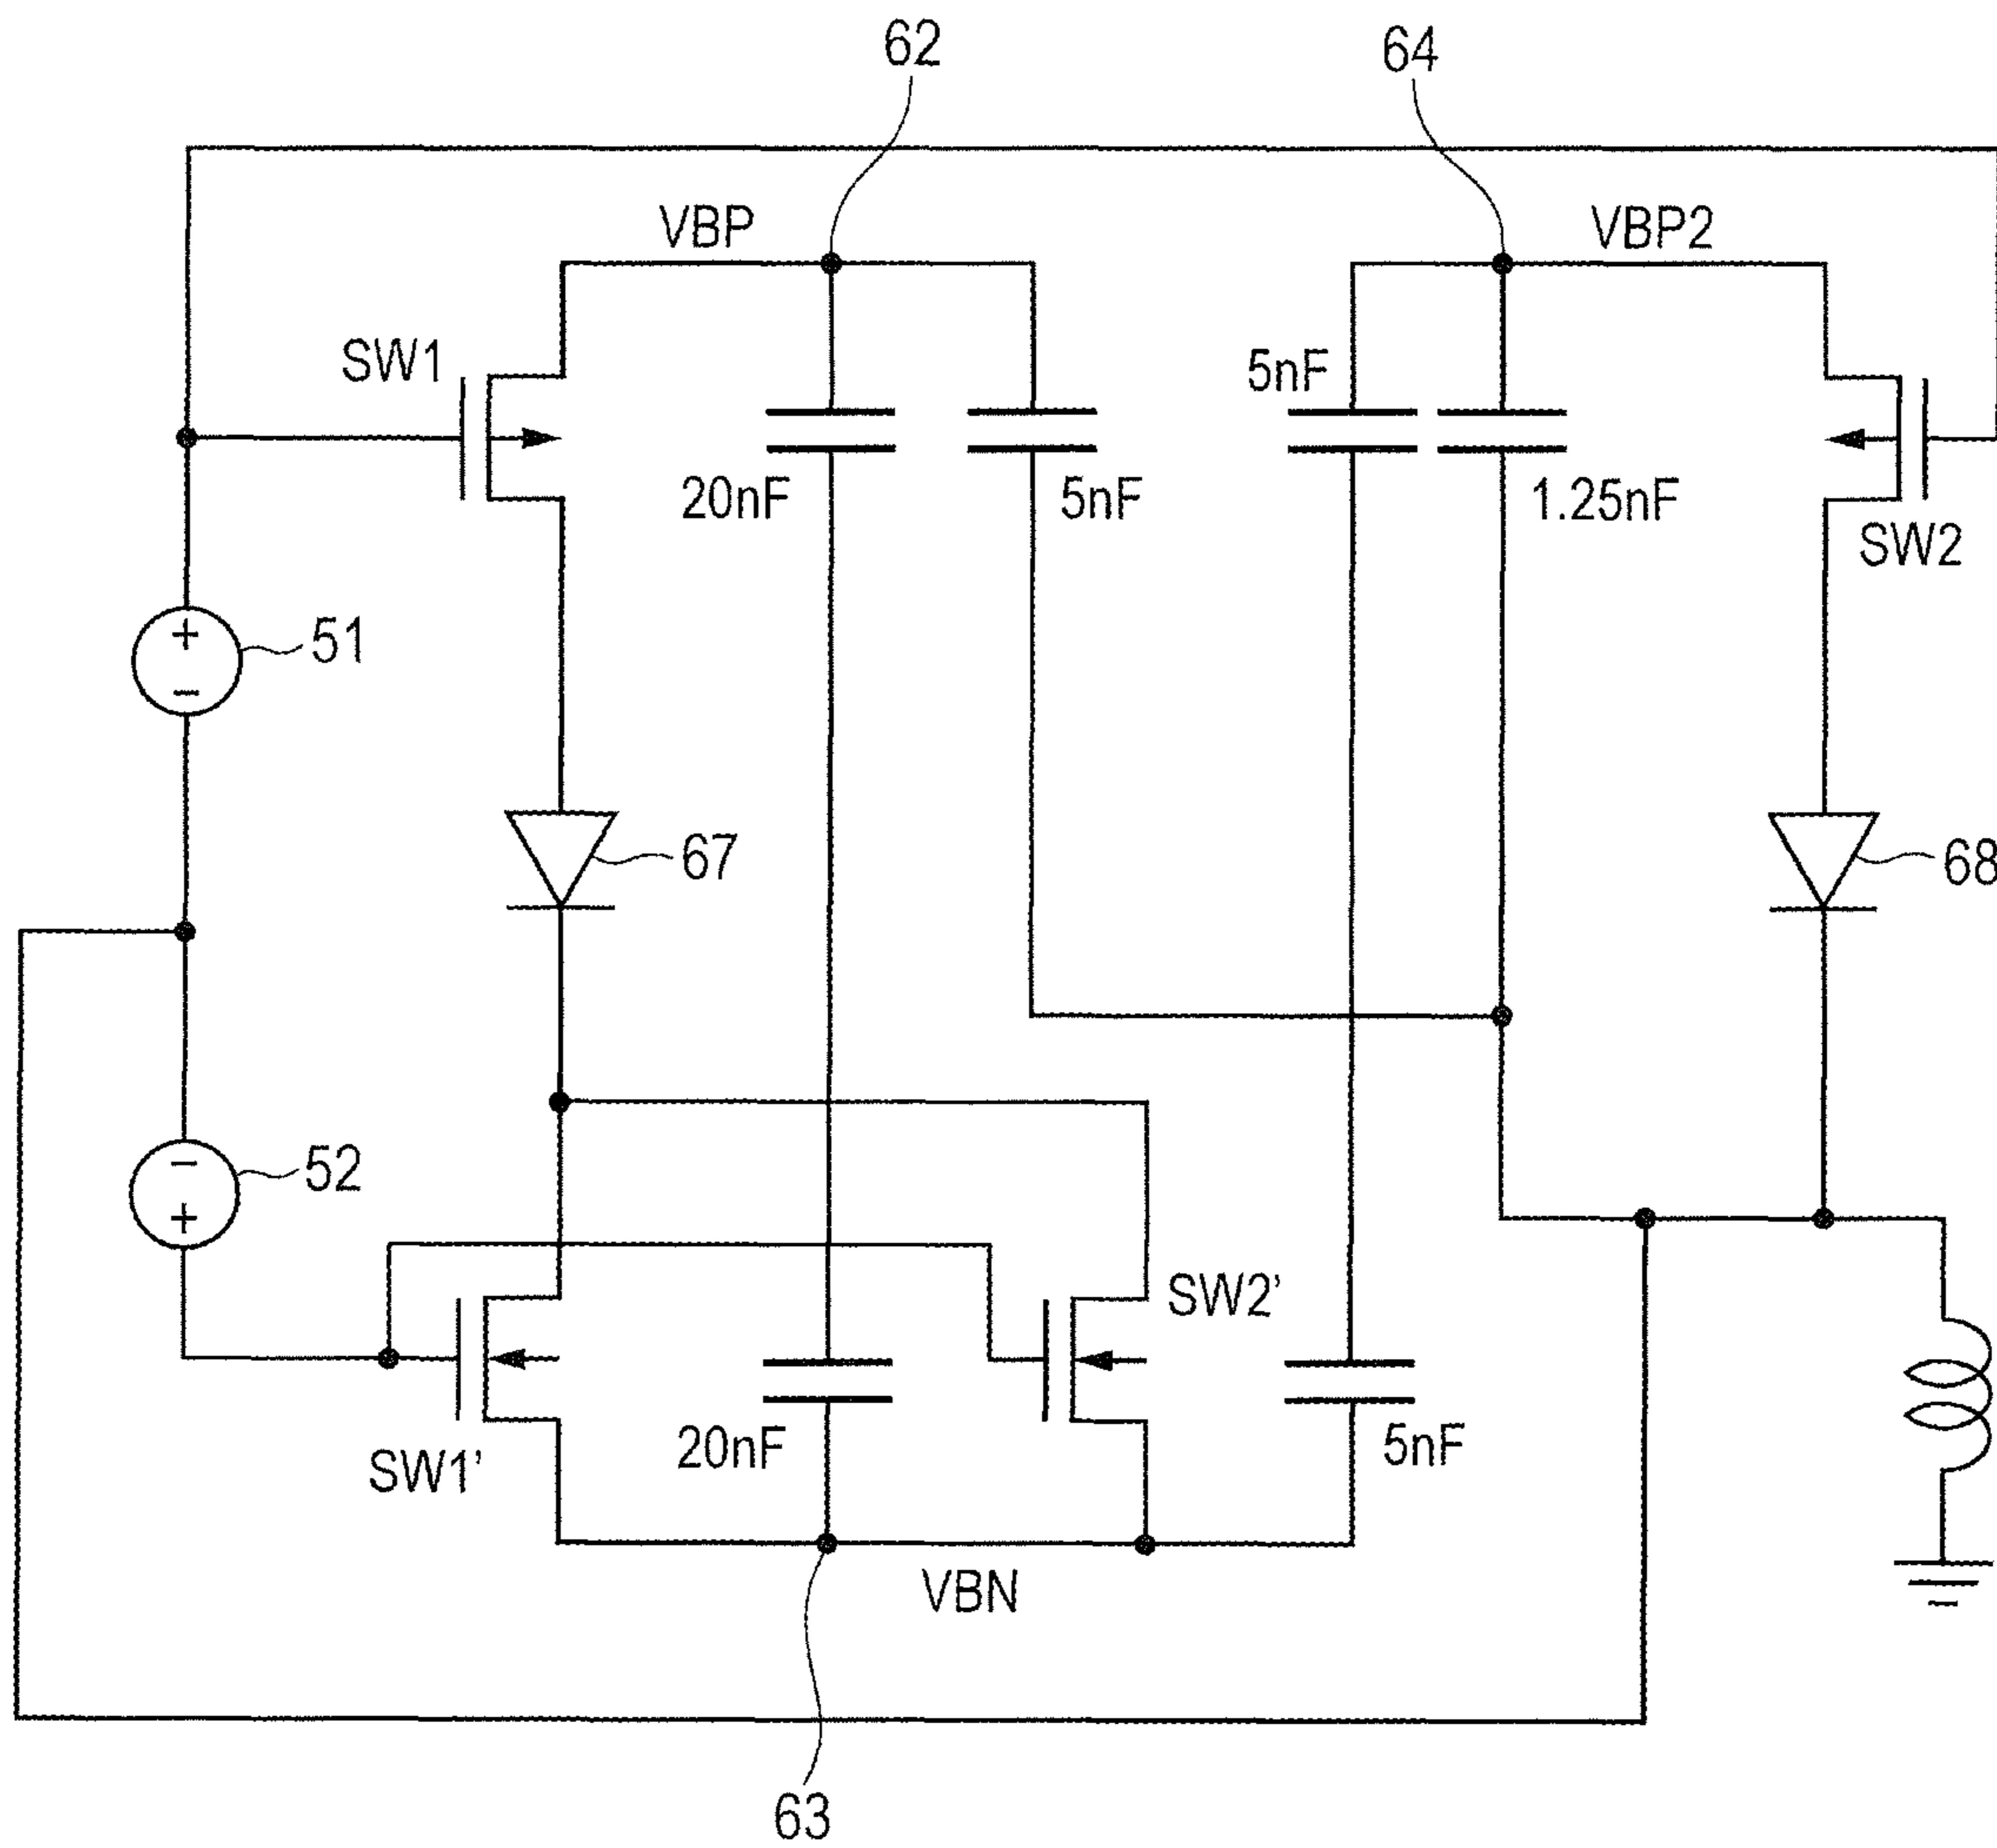 62
64
VBP
VBP2
SW1
5nF
20nF
5nF
1.25nF
SW2
+
51
−
67
68
−
52
+
SW2’
SW1’
20nF
5nF
VBN
63